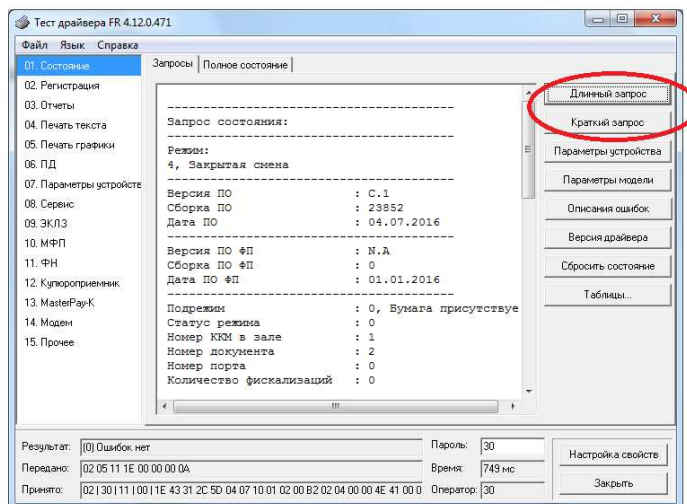 Тест драйвера FR 4.12.0.471
Файл Язык Справка
01. Состояние
02. Регистрация
03. Отчеты
04. Печать текста
05. Печать графики
06. ПД
07. Параметры устройств
08. Сервис
09. ЭКЛЗ
10. МФП
11. ФН
12. Купюроприемник
13. MasterPay-K
14. Модем
15. Прочее
Запросы Полное состояние
Запрос состояния:
Режим:
4, Закрытая смена
Версия ПО : C.1
Сборка ПО : 23852
Дата ПО : 04.07.2016
Версия ПО ФП : N.A
Сборка ПО ФП : 0
Дата ПО ФП : 01.01.2016
Подрежим : 0, Бумага присутствуе
Статус режима : 0
Номер ККМ в зале : 1
Номер документа : 2
Номер порта : 0
Количество фискализаций : 0
Длинный запрос
Краткий запрос
Параметры устройства
Параметры модели
Описания ошибок
Версия драйвера
Сбросить состояние
Таблицы...
Результат: (0) Ошибок нет
Пароль: 30
Передано: 02 05 11 1E 00 00 00 0A
Время: 749 мс
Принято: 02 | 30 | 11 | 00 | 1E 43 31 2C 5D 04 07 10 01 02 00 B2 02 04 00 00 4E 41 00 0
Оператор: 30
Настройка свойств
Закрыть